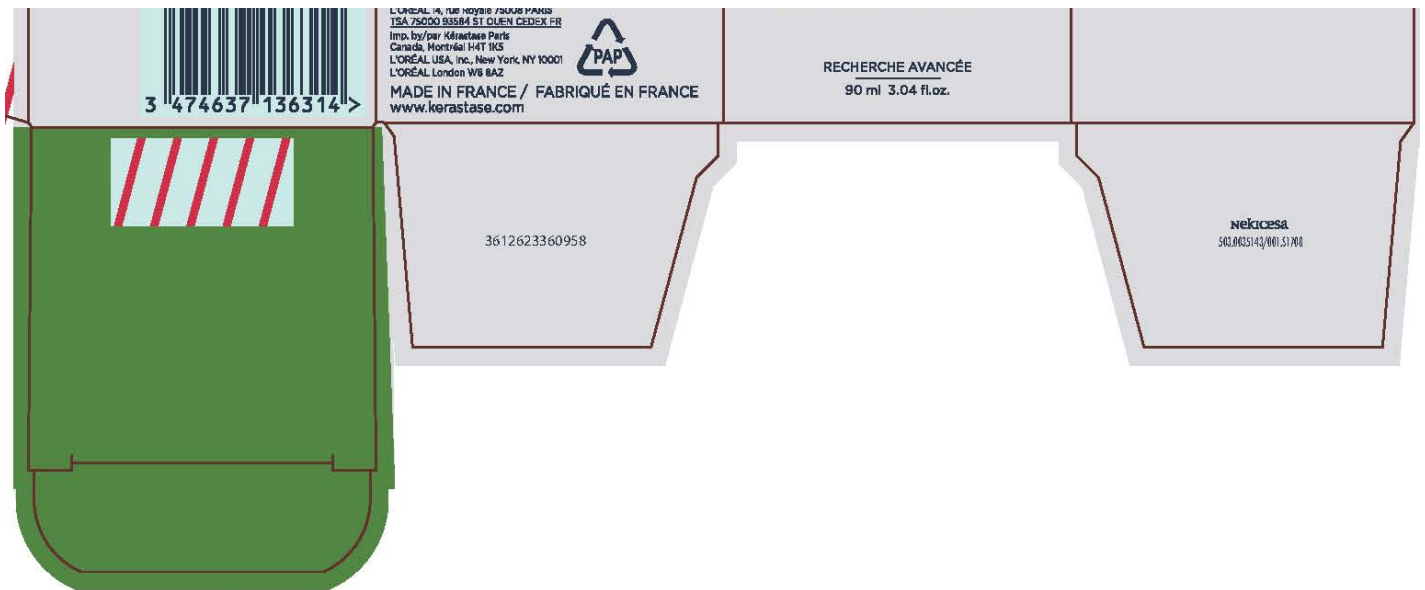 L'ORÉAL 14, rue Royale 75008 PARIS
TSA 75000 93584 ST OUEN CEDEX FR
Imp. by/par Kérastase Paris
Canada, Montréal H4T 1K5
L'ORÉAL USA, Inc., New York, NY 10001
L'ORÉAL London W6 8AZ
PAP
MADE IN FRANCE / FABRIQUÉ EN FRANCE
www.kerastase.com
3 474637 136314 >
RECHERCHE AVANCÉE
90 ml 3.04 fl.oz.
3612623360958
Nekicesa
503.0035143/001.S1708